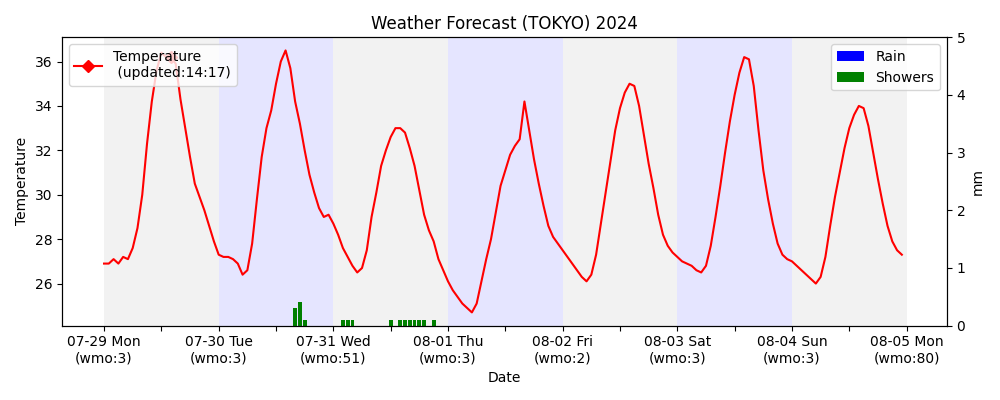 Weather Forecast (TOKYO) 2024
Temperature
(updated:14:17)
Rain
Showers
Temperature
36
34
32
30
28
26
5
4
3
2
1
0
mm
07-29 Mon
(wmo:3)
07-30 Tue
(wmo:3)
07-31 Wed
(wmo:51)
08-01 Thu
(wmo:3)
08-02 Fri
(wmo:2)
08-03 Sat
(wmo:3)
08-04 Sun
(wmo:3)
08-05 Mon
(wmo:80)
Date